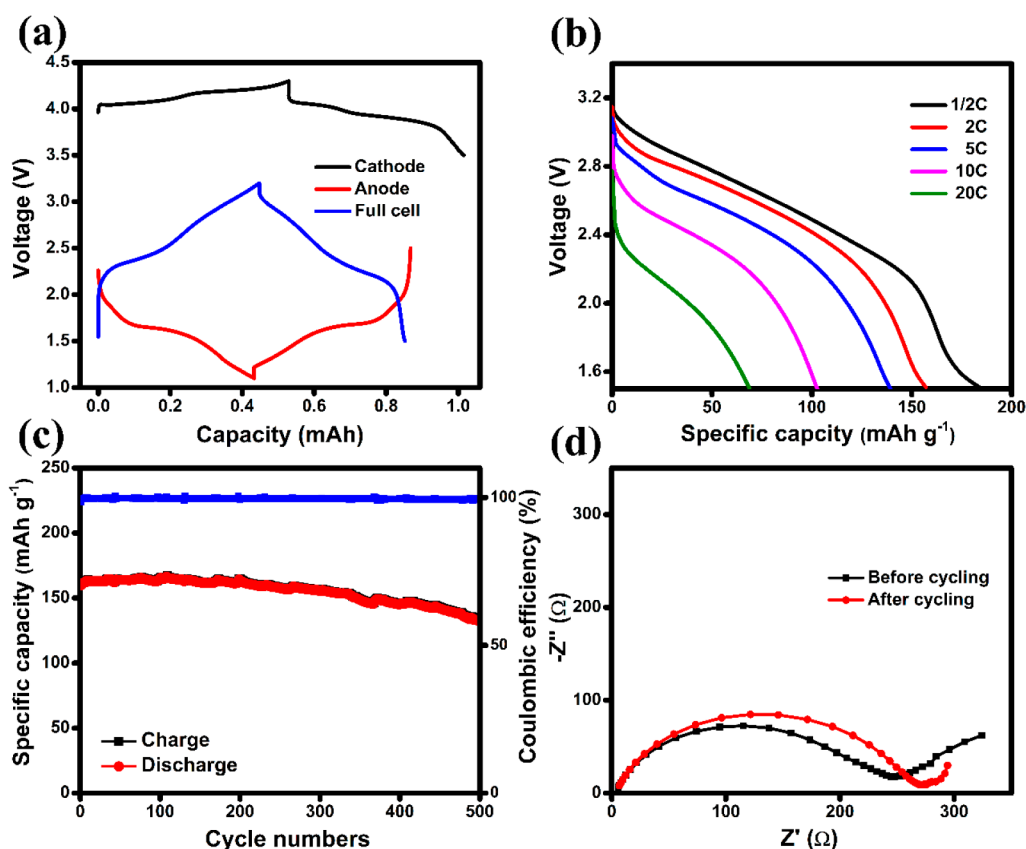 (a)
4.5
4.0
3.5
3.0
2.5
2.0
1.5
1.0
Voltage (V)
Cathode
Anode
Full cell
0.0 0.2 0.4 0.6 0.8 1.0
Capacity (mAh)
(b)
3.2
2.8
2.4
2.0
1.6
Voltage (V)
1/2C
2C
5C
10C
20C
0 50 100 150 200
Specific capcity (mAh g⁻¹)
(c)
250
200
150
100
50
0
Specific capacity (mAh g⁻¹)
100
50
0
Coulombic efficiency (%)
Charge
Discharge
0 100 200 300 400 500
Cycle numbers
(d)
300
200
100
0
-Z'' (Ω)
Before cycling
After cycling
0 100 200 300
Z' (Ω)